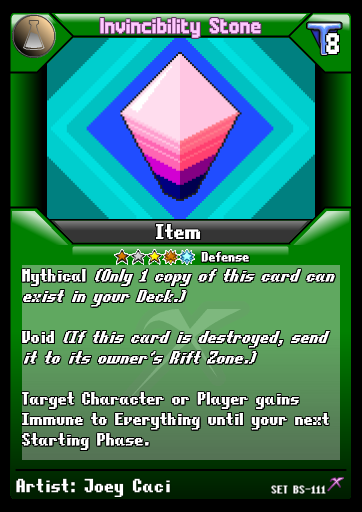 Invincibility Stone
T8
Item
Defense
Mythical (Only 1 copy of this card can
exist in your Deck.)
Void (If this card is destroyed, send
it to its owner's Rift Zone.)
Target Character or Player gains
Immune to Everything until your next
Starting Phase.
Artist: Joey Caci
SET BS-111